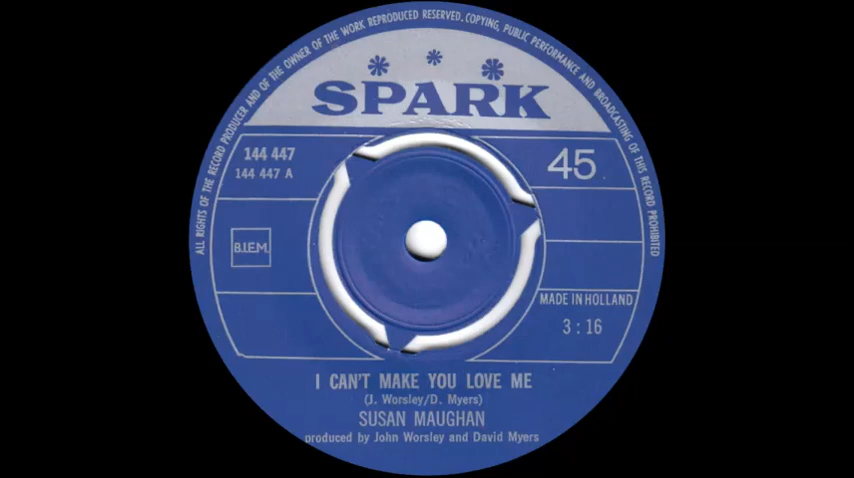 ALL RIGHTS OF THE RECORD PRODUCER AND OF THE OWNER OF THE WORK REPRODUCED RESERVED. COPYING, PUBLIC PERFORMANCE AND BROADCASTING OF THIS RECORD PROHIBITED
SPARK
144 447
144 447 A
45
B.I.E.M.
MADE IN HOLLAND
3 : 16
I CAN'T MAKE YOU LOVE ME
(J. Worsley/D. Myers)
SUSAN MAUGHAN
produced by John Worsley and David Myers